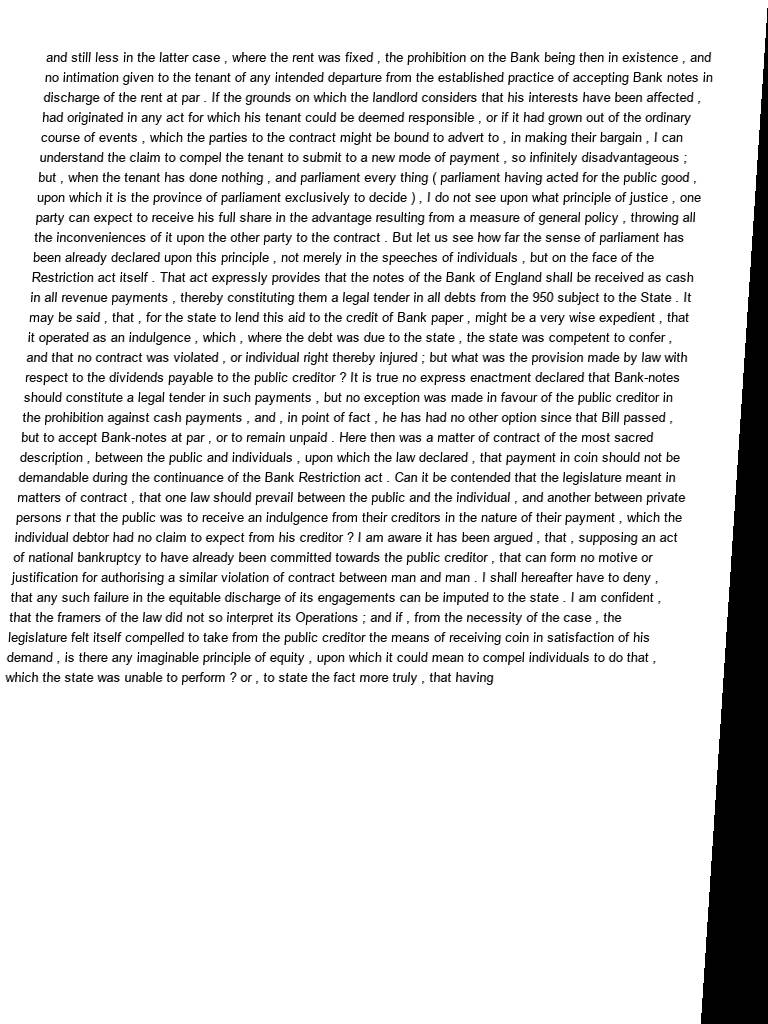 and still less in the latter case , where the rent was fixed , the prohibition on the Bank being then in existence , and
no intimation given to the tenant of any intended departure from the established practice of accepting Bank notes in
discharge of the rent at par . If the grounds on which the landlord considers that his interests have been affected ,
had originated in any act for which his tenant could be deemed responsible , or if it had grown out of the ordinary
course of events , which the parties to the contract might be bound to advert to , in making their bargain , I can
understand the claim to compel the tenant to submit to a new mode of payment , so infinitely disadvantageous ;
but , when the tenant has done nothing , and parliament every thing ( parliament having acted for the public good ,
upon which it is the province of parliament exclusively to decide ) , I do not see upon what principle of justice , one
party can expect to receive his full share in the advantage resulting from a measure of general policy , throwing all
the inconveniences of it upon the other party to the contract . But let us see how far the sense of parliament has
been already declared upon this principle , not merely in the speeches of individuals , but on the face of the
Restriction act itself . That act expressly provides that the notes of the Bank of England shall be received as cash
in all revenue payments , thereby constituting them a legal tender in all debts from the 950 subject to the State . It
may be said , that , for the state to lend this aid to the credit of Bank paper , might be a very wise expedient , that
it operated as an indulgence , which , where the debt was due to the state , the state was competent to confer ,
and that no contract was violated , or individual right thereby injured ; but what was the provision made by law with
respect to the dividends payable to the public creditor ? It is true no express enactment declared that Bank-notes
should constitute a legal tender in such payments , but no exception was made in favour of the public creditor in
the prohibition against cash payments , and , in point of fact , he has had no other option since that Bill passed ,
but to accept Bank-notes at par , or to remain unpaid . Here then was a matter of contract of the most sacred
description , between the public and individuals , upon which the law declared , that payment in coin should not be
demandable during the continuance of the Bank Restriction act . Can it be contended that the legislature meant in
matters of contract , that one law should prevail between the public and the individual , and another between private
persons r that the public was to receive an indulgence from their creditors in the nature of their payment , which the
individual debtor had no claim to expect from his creditor ? I am aware it has been argued , that , supposing an act
of national bankruptcy to have already been committed towards the public creditor , that can form no motive or
justification for authorising a similar violation of contract between man and man . I shall hereafter have to deny ,
that any such failure in the equitable discharge of its engagements can be imputed to the state . I am confident ,
that the framers of the law did not so interpret its Operations ; and if , from the necessity of the case , the
legislature felt itself compelled to take from the public creditor the means of receiving coin in satisfaction of his
demand , is there any imaginable principle of equity , upon which it could mean to compel individuals to do that ,
which the state was unable to perform ? or , to state the fact more truly , that having